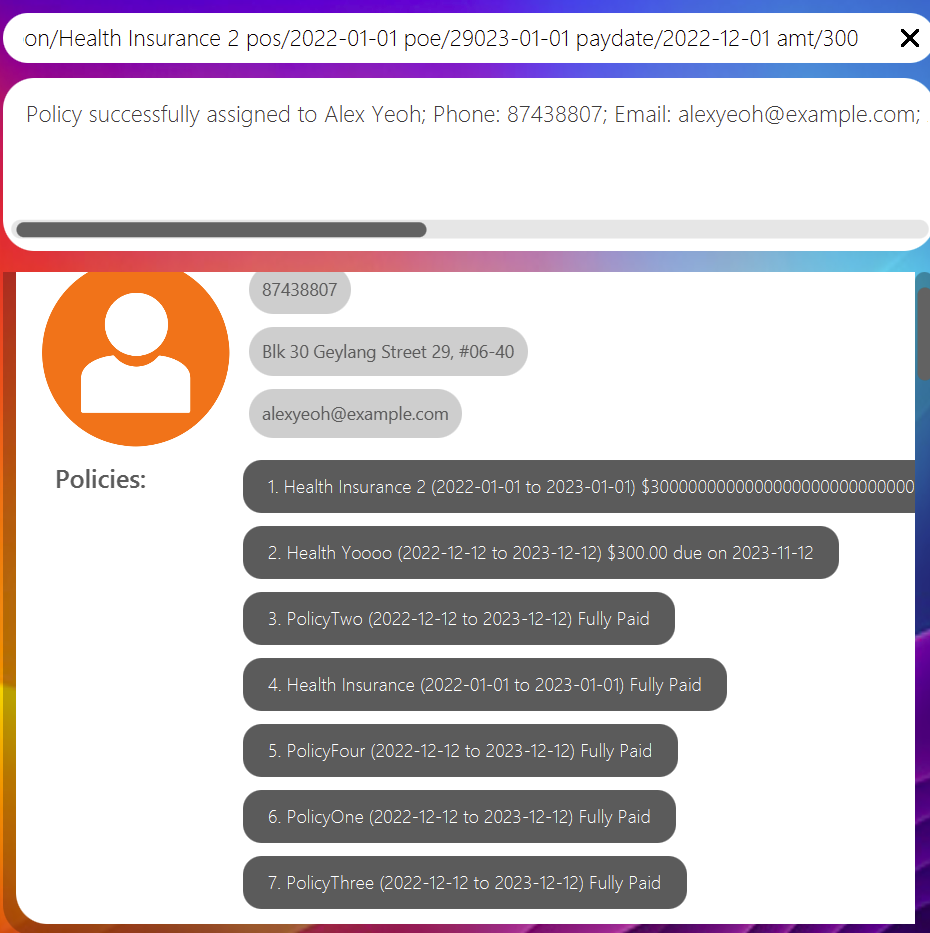 on/Health Insurance 2 pos/2022-01-01 poe/29023-01-01 paydate/2022-12-01 amt/300
Policy successfully assigned to Alex Yeoh; Phone: 87438807; Email: alexyeoh@example.com;
87438807
Blk 30 Geylang Street 29, #06-40
alexyeoh@example.com
Policies:
1. Health Insurance 2 (2022-01-01 to 2023-01-01) $3000000000000000000000000000
2. Health Yoooo (2022-12-12 to 2023-12-12) $300.00 due on 2023-11-12
3. PolicyTwo (2022-12-12 to 2023-12-12) Fully Paid
4. Health Insurance (2022-01-01 to 2023-01-01) Fully Paid
5. PolicyFour (2022-12-12 to 2023-12-12) Fully Paid
6. PolicyOne (2022-12-12 to 2023-12-12) Fully Paid
7. PolicyThree (2022-12-12 to 2023-12-12) Fully Paid